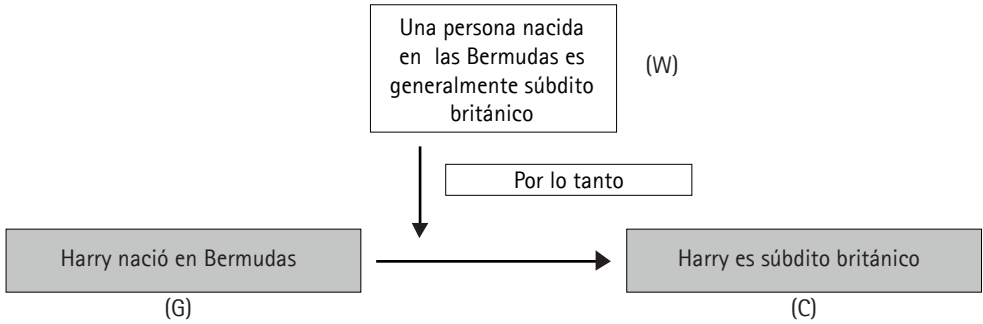 Una persona nacida
en las Bermudas es
generalmente súbdito
británico
(W)
Por lo tanto
Harry nació en Bermudas
Harry es súbdito británico
(G)
(C)